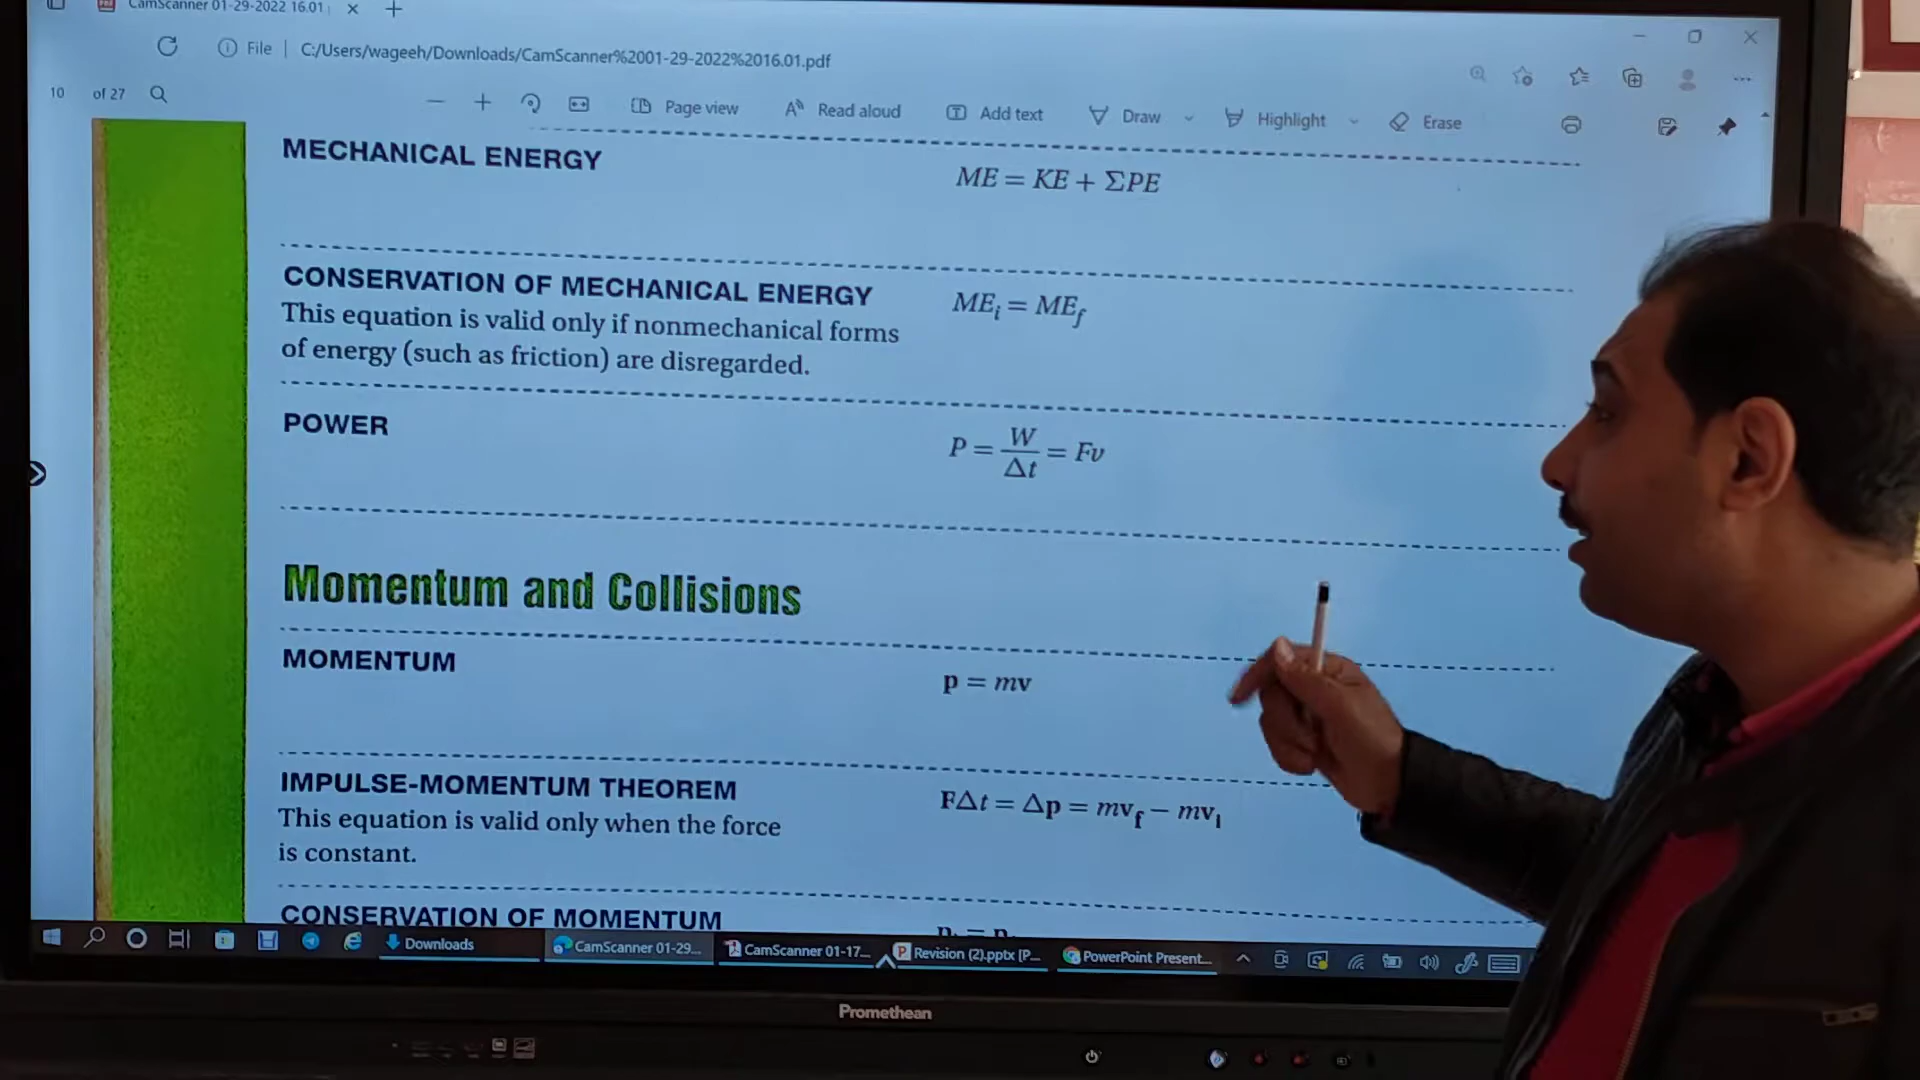 CamScanner 01-29-2022 16.01
File | C:/Users/wageeh/Downloads/CamScanner%2001-29-2022%2016.01.pdf
10 of 27
Page view
Read aloud
Add text
Draw
Highlight
Erase
MECHANICAL ENERGY
ME = KE + ΣPE
CONSERVATION OF MECHANICAL ENERGY
This equation is valid only if nonmechanical forms
of energy (such as friction) are disregarded.
MEi = MEf
POWER
P = W/Δt = Fv
Momentum and Collisions
MOMENTUM
p = mv
IMPULSE-MOMENTUM THEOREM
This equation is valid only when the force
is constant.
FΔt = Δp = mvf − mvi
CONSERVATION OF MOMENTUM
Downloads
CamScanner 01-29...
CamScanner 01-17...
Revision (2).pptx [P...
PowerPoint Present...
Promethean